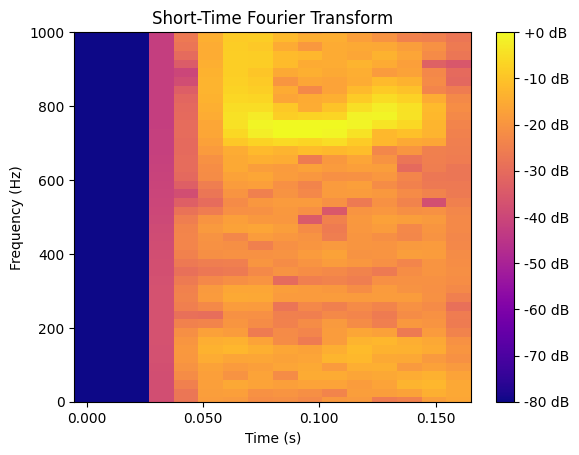 Short-Time Fourier Transform
Frequency (Hz)
1000
800
600
400
200
0
0.000
0.050
0.100
0.150
Time (s)
+0 dB
-10 dB
-20 dB
-30 dB
-40 dB
-50 dB
-60 dB
-70 dB
-80 dB